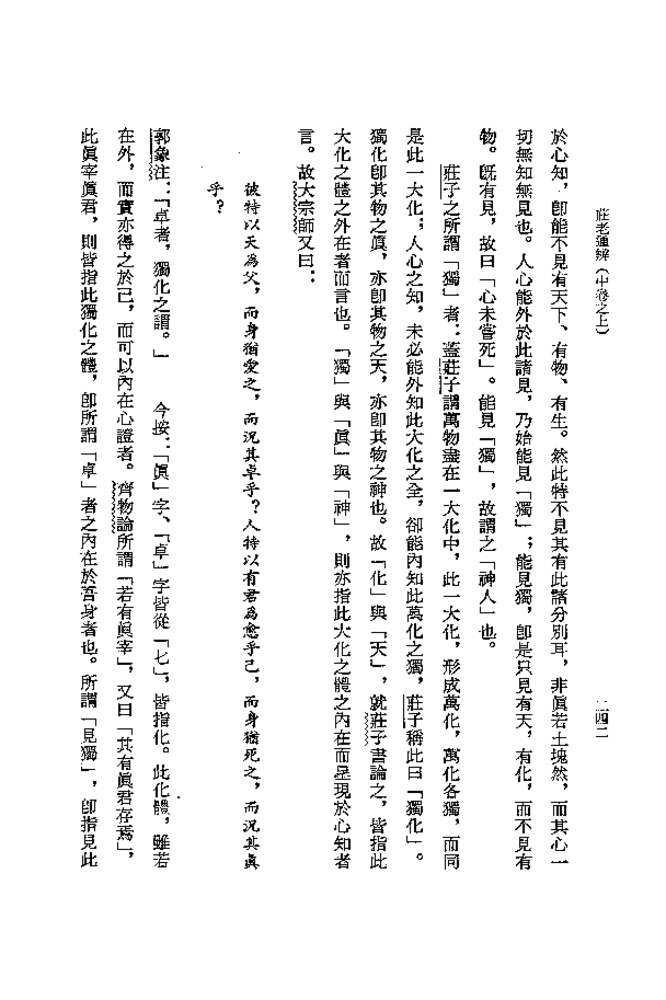 莊老通辨（中卷之上）
二四二
於心知，卽能不見有天下、有物、有生。然此特不見其有此諸分別耳，非眞若土塊然，而其心一
切無知無見也。人心能外於此諸見，乃始能見「獨」；能見獨，卽是只見有天，有化，而不見有
物。旣有見，故曰「心未嘗死」。能見「獨」，故謂之「神人」也。
莊子之所謂「獨」者：蓋莊子謂萬物盡在一大化中，此一大化，形成萬化，萬化各獨，而同
是此一大化；人心之知，未必能外知此大化之全，卻能內知此萬化之獨，莊子稱此曰「獨化」。
獨化卽其物之眞，亦卽其物之天，亦卽其物之神也。故「化」與「天」，就莊子書論之，皆指此
大化之體之外在者而言也。「獨」與「眞」與「神」，則亦指此大化之體之內在而呈現於心知者
言。故大宗師又曰：
彼特以天爲父，而身猶愛之，而況其卓乎？人特以有君爲愈乎己，而身猶死之，而況其眞
乎？
郭象注：「卓者，獨化之謂。」　今按：「眞」字、「卓」字皆從「匕」，皆指化。此化體，雖若
在外，而實亦得之於己，而可以內在心證者。齊物論所謂「若有眞宰」，又曰「其有眞君存焉」，
此眞宰眞君，則皆指此獨化之體，卽所謂「卓」者之內在於吾身者也。所謂「見獨」，卽指見此